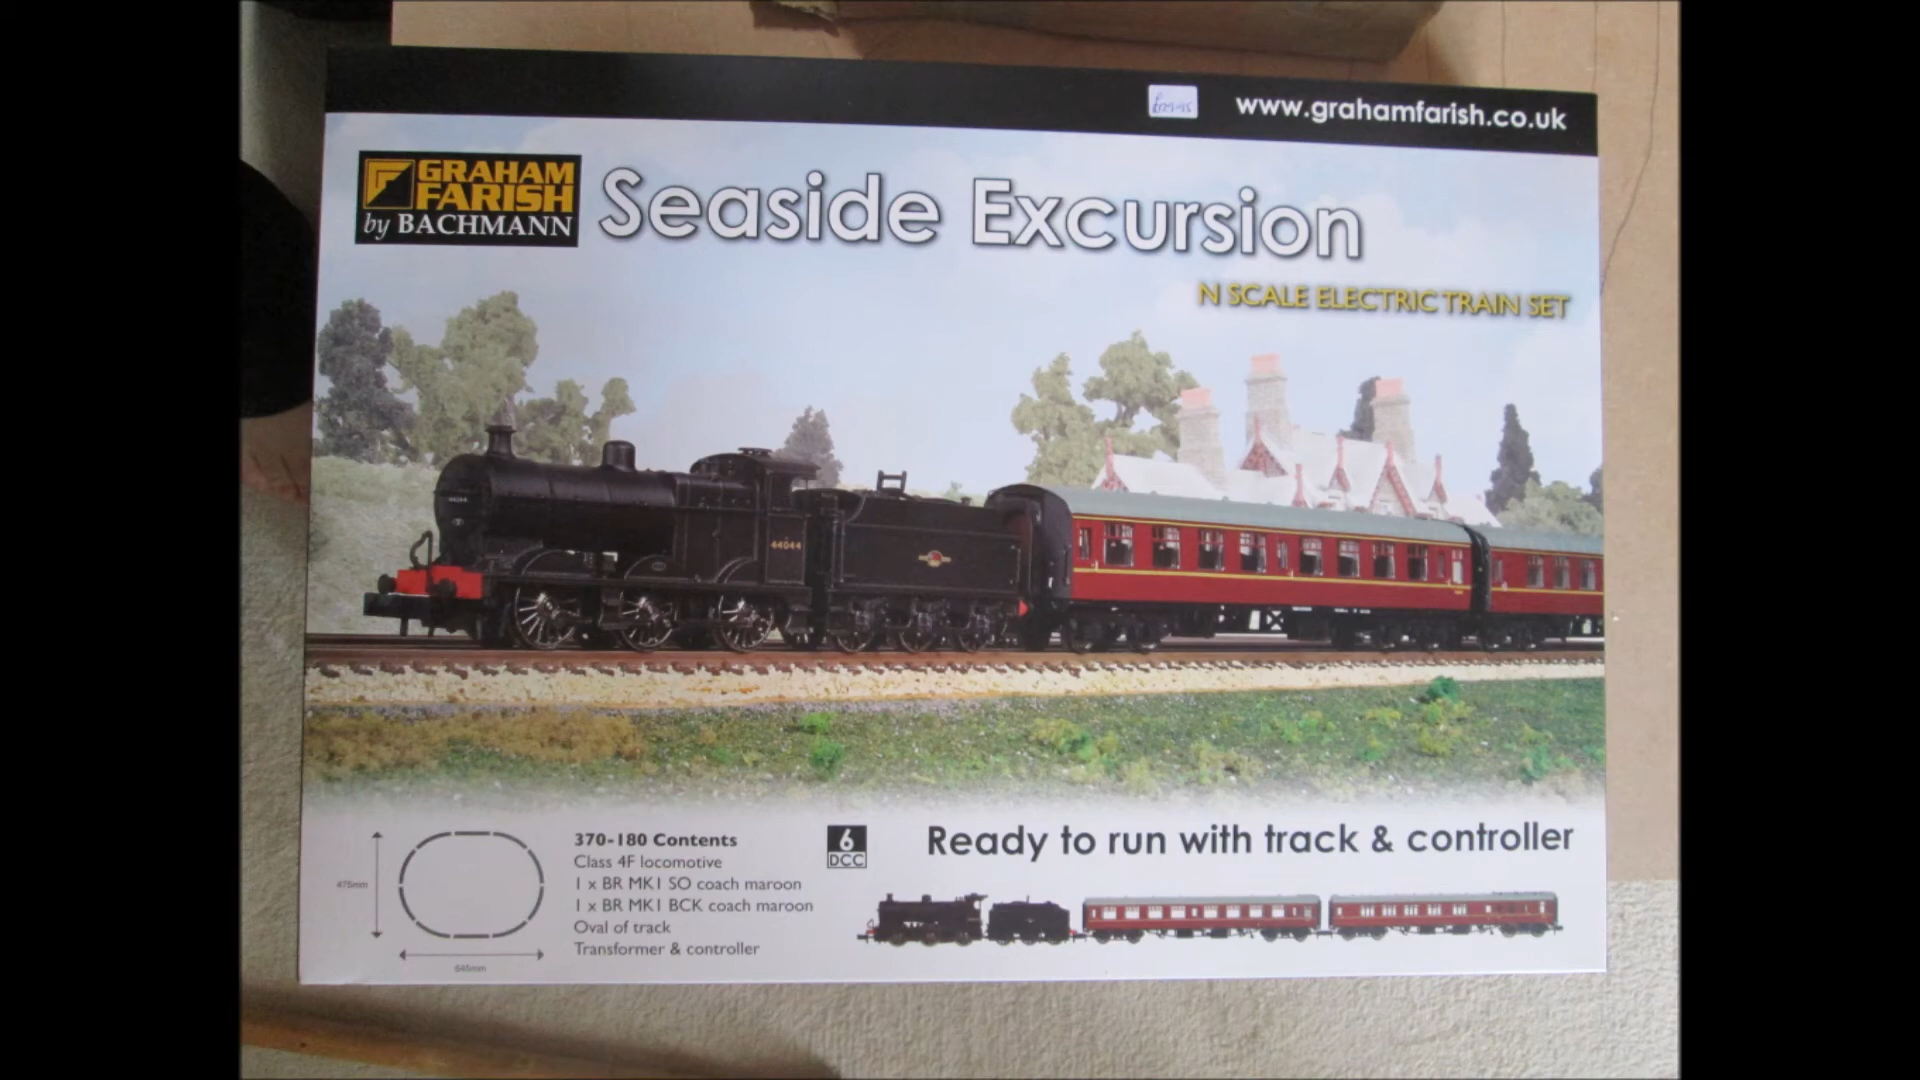 www.grahamfarish.co.uk
GRAHAM
FARISH
by BACHMANN
Seaside Excursion
N SCALE ELECTRIC TRAIN SET
44044
Ready to run with track & controller
6
DCC
370-180 Contents
Class 4F locomotive
1 x BR MK1 SO coach maroon
1 x BR MK1 BCK coach maroon
Oval of track
Transformer & controller
475mm
645mm